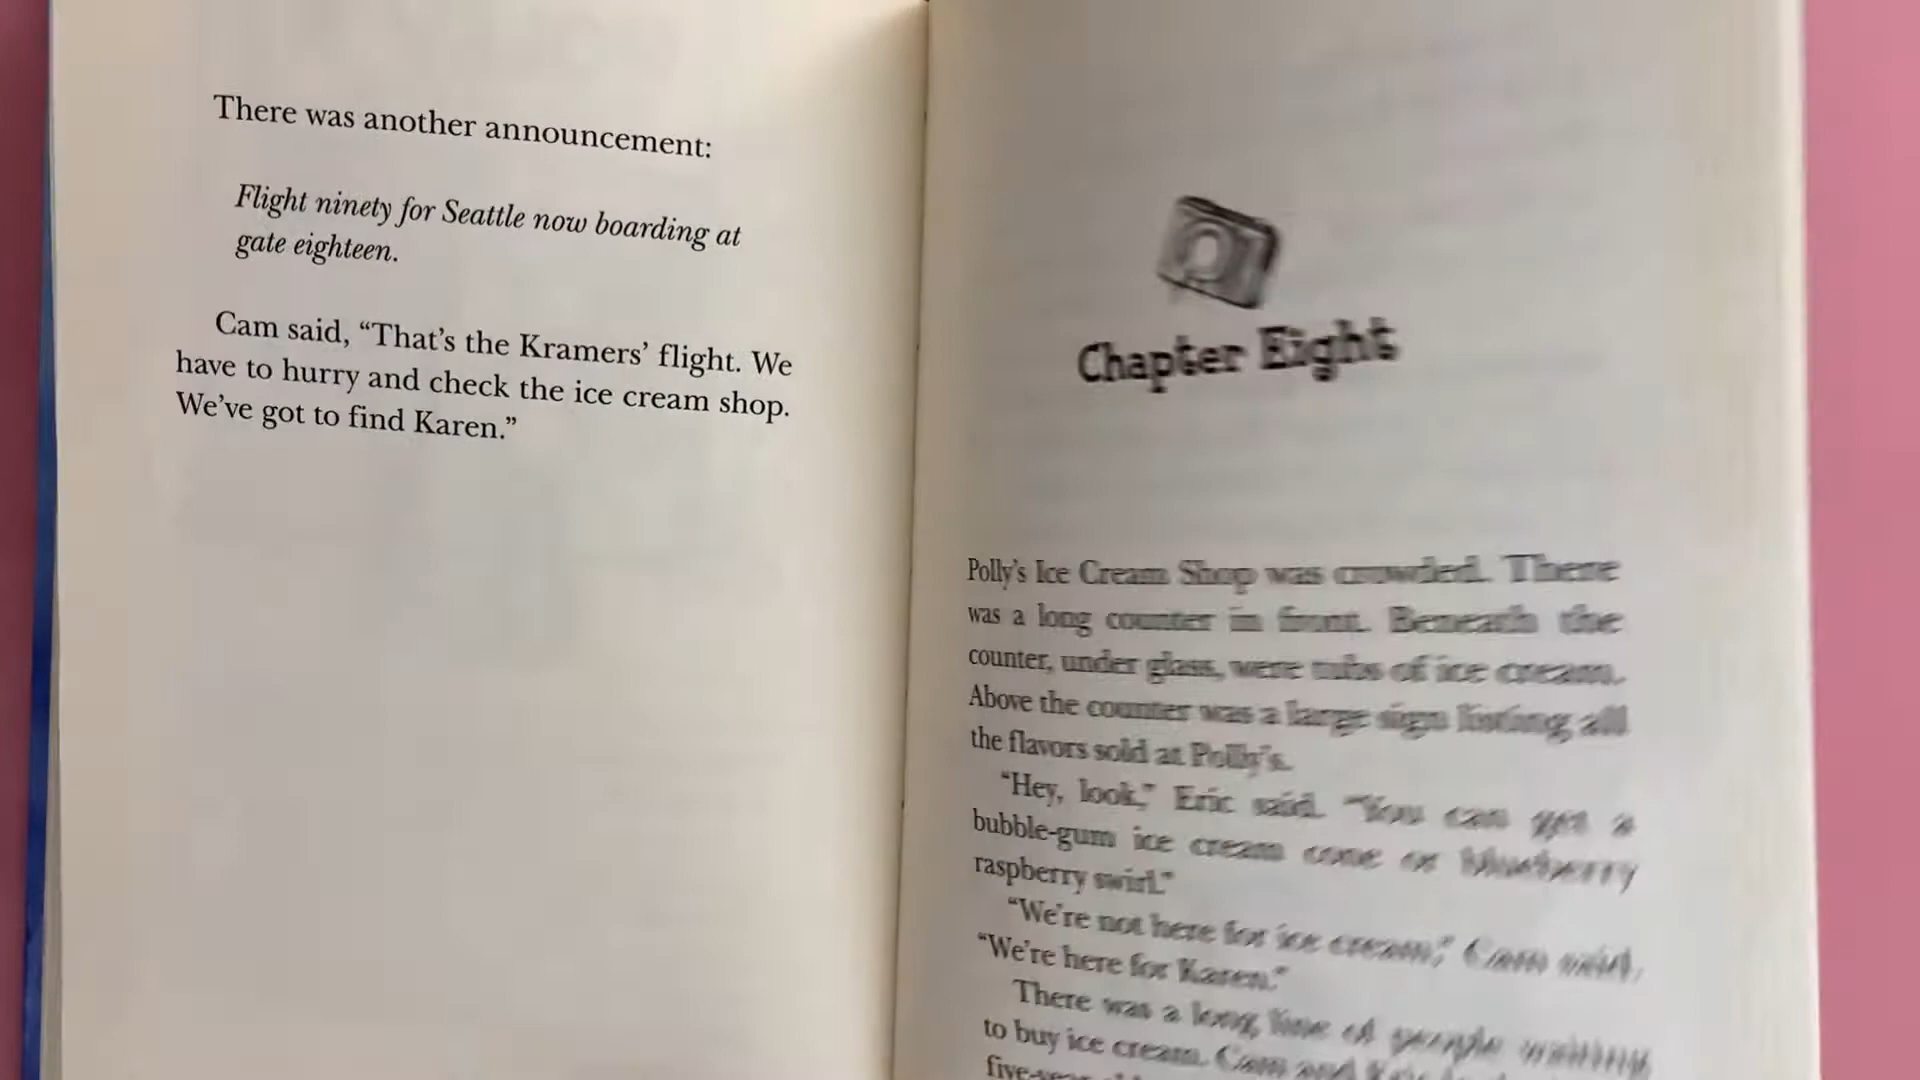 There was another announcement:
Flight ninety for Seattle now boarding at
gate eighteen.
Cam said, “That’s the Kramers’ flight. We
have to hurry and check the ice cream shop.
We’ve got to find Karen.”
Chapter Eight
Polly’s Ice Cream Shop was crowded. There
was a long counter in front. Beneath the
counter, under glass, were tubs of ice cream.
Above the counter was a large sign listing all
the flavors sold at Polly’s.
“Hey, look,” Eric said. “You can get a
bubble-gum ice cream cone or blueberry
raspberry swirl.”
“We’re not here for ice cream,” Cam said.
“We’re here for Karen.”
There was a long line of people waiting
to buy ice cream. Cam and